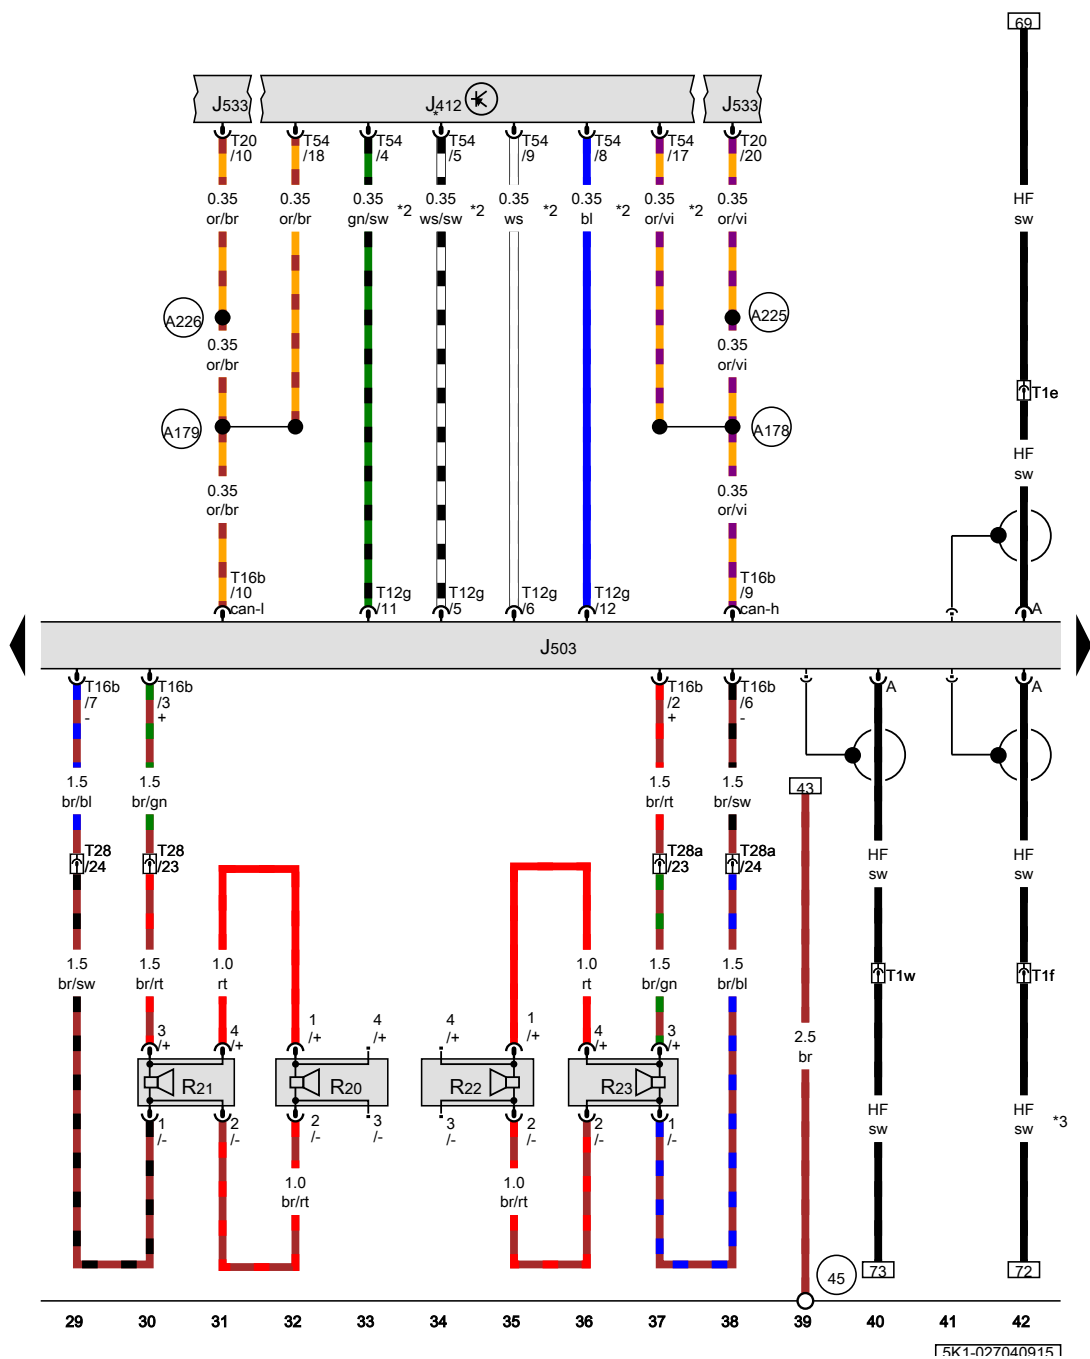 69
J533 J412 J533
*
T20 T54 T54 T54 T54 T54 T54 T20
/10 /18 /4 /5 /9 /8 /17 /20
0.35 0.35 0.35 0.35 0.35 0.35 0.35 0.35 HF
or/br or/br gn/sw *2 ws/sw *2 ws *2 bl *2 or/vi *2 or/vi sw
A226 A225
0.35 0.35
or/br or/vi
T1e
A179 A178
HF
sw
0.35 0.35
or/br or/vi
T16b T12g T12g T12g T12g T16b
/10 /11 /5 /6 /12 /9
can-l can-h A
J503
T16b T16b T16b T16b A A
/7 /3 /2 /6
- + + -
1.5 1.5 1.5 1.5
br/bl br/gn br/rt br/sw
43
T28 T28 T28a T28a HF HF
/24 /23 /23 /24 sw sw
1.5 1.5 1.0 1.0 1.5 1.5
br/sw br/rt rt rt br/gn br/bl
T1w T1f
3 4 1 4 4 1 4 3
/+ /+ /+ /+ /+ /+ /+ /+
2.5
br
R21 R20 R22 R23
1 2 2 3 3 2 2 1
/- /- /- /- /- /- /- /-
HF HF
sw sw *3
1.0 1.0
br/rt br/rt
45 73 72
29 30 31 32 33 34 35 36 37 38 39 40 41 42
5K1-027040915